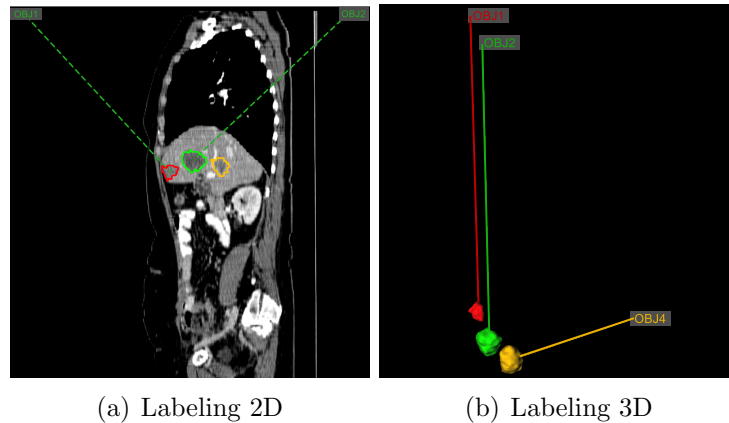 OBJ1
OBJ2
OBJ1
OBJ2
OBJ4
(a) Labeling 2D
(b) Labeling 3D